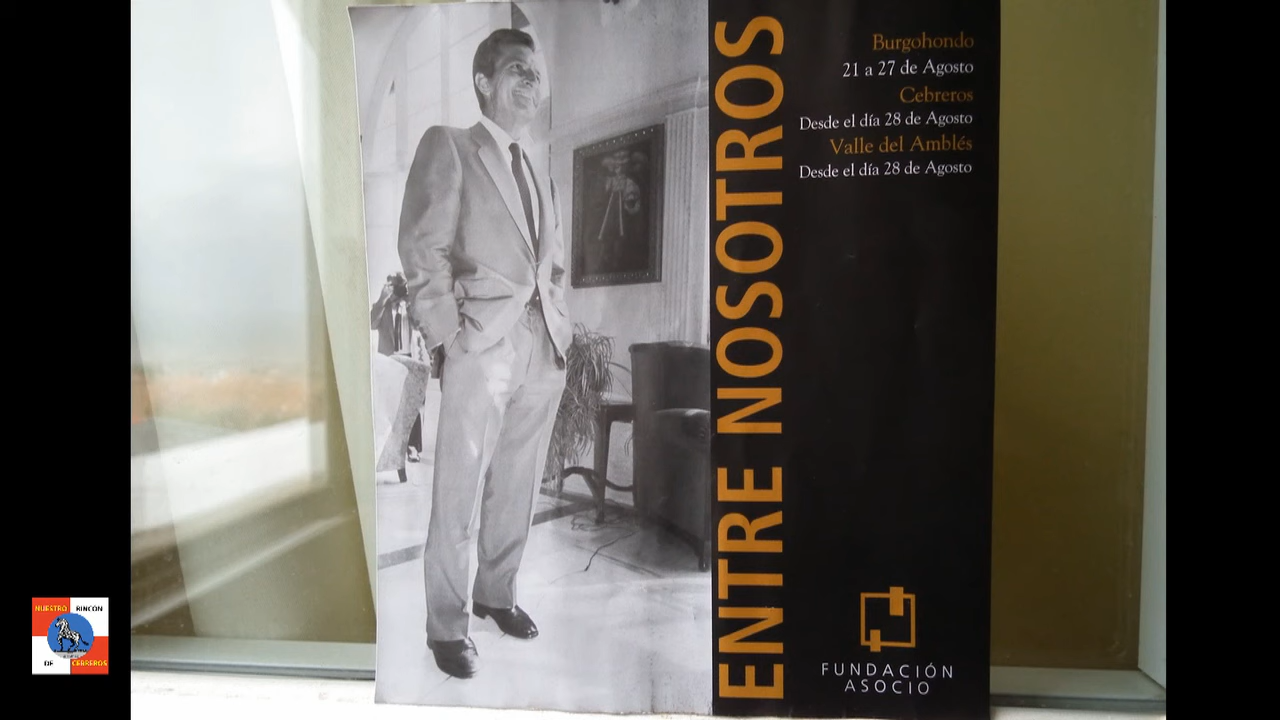 ENTRE NOSOTROS
Burgohondo
21 a 27 de Agosto
Cebreros
Desde el día 28 de Agosto
Valle del Amblés
Desde el día 28 de Agosto
FUNDACIÓN
ASOCIO
NUESTRO RINCON
DE CEBREROS